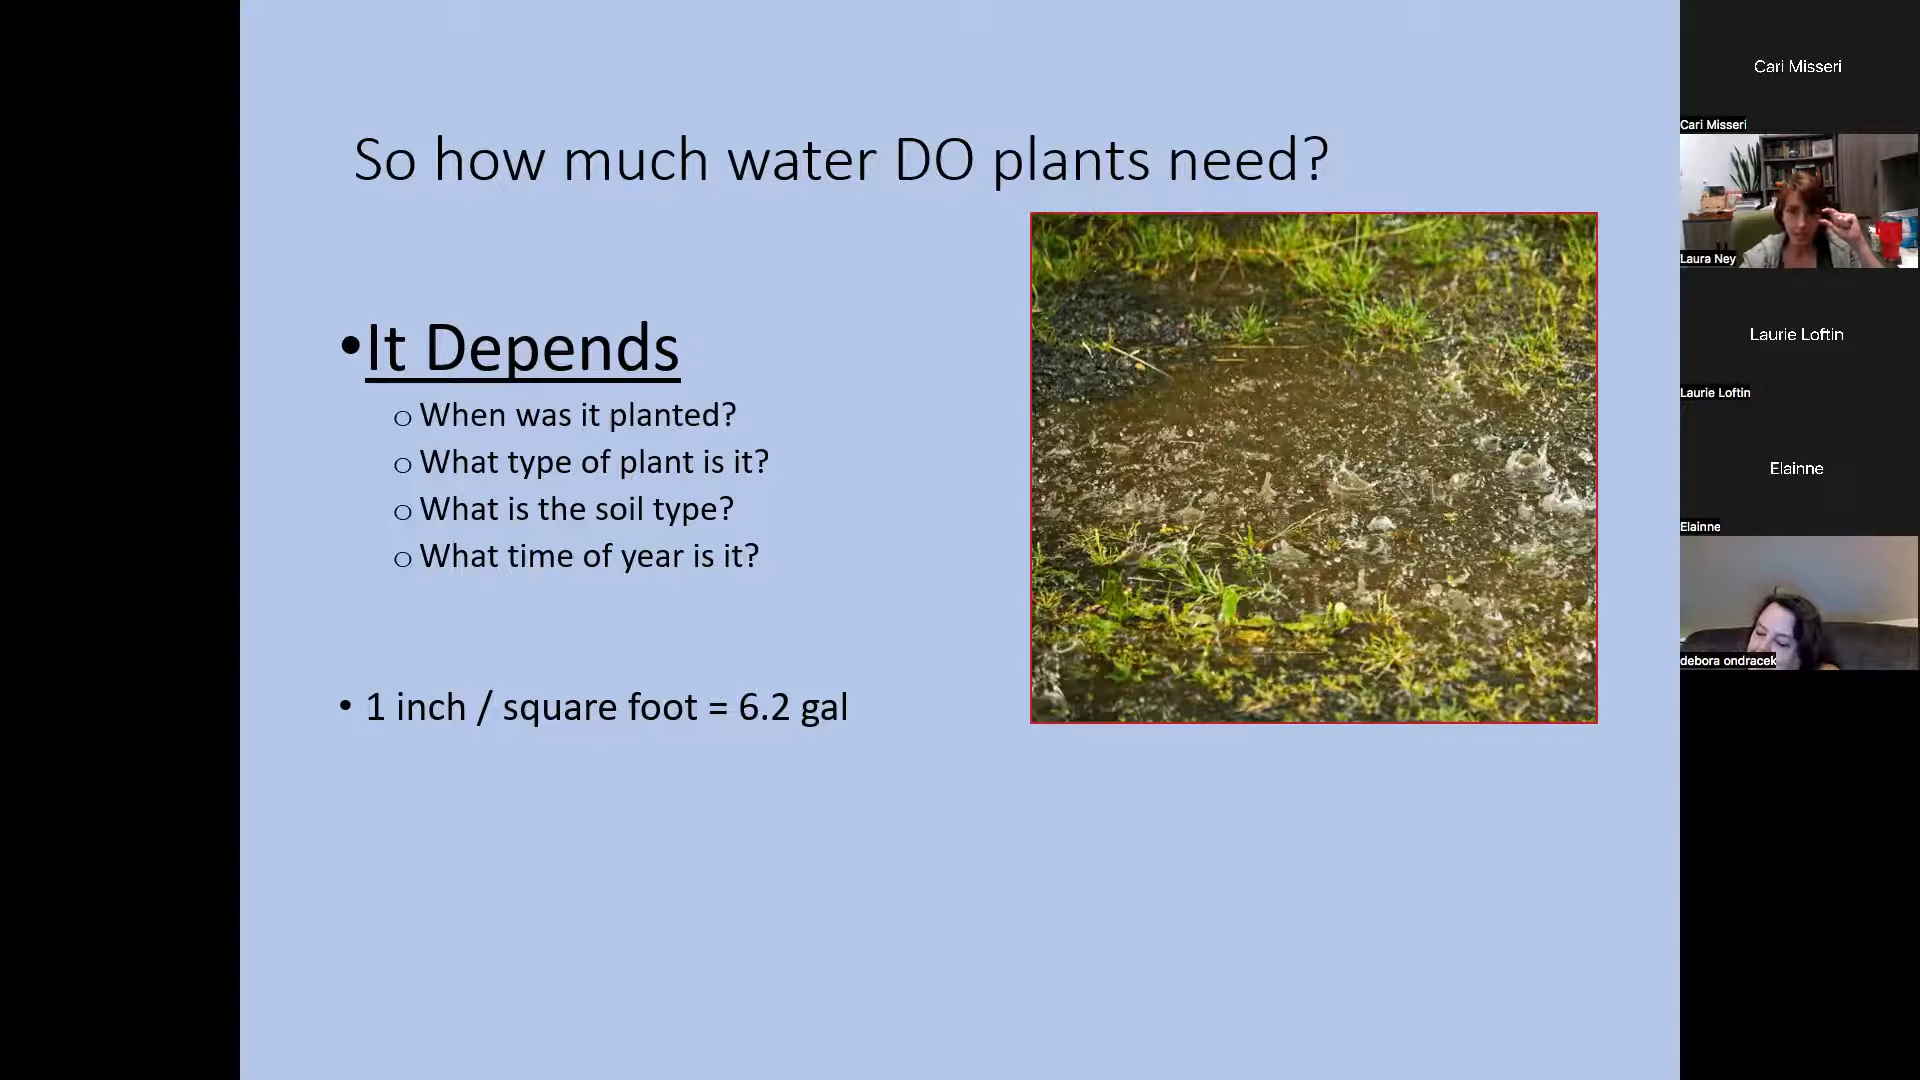 So how much water DO plants need?
•It Depends
o When was it planted?
o What type of plant is it?
o What is the soil type?
o What time of year is it?
• 1 inch / square foot = 6.2 gal
Cari Misseri
Cari Misseri
Laura Ney
Laurie Loftin
Laurie Loftin
Elainne
Elainne
debora ondracek